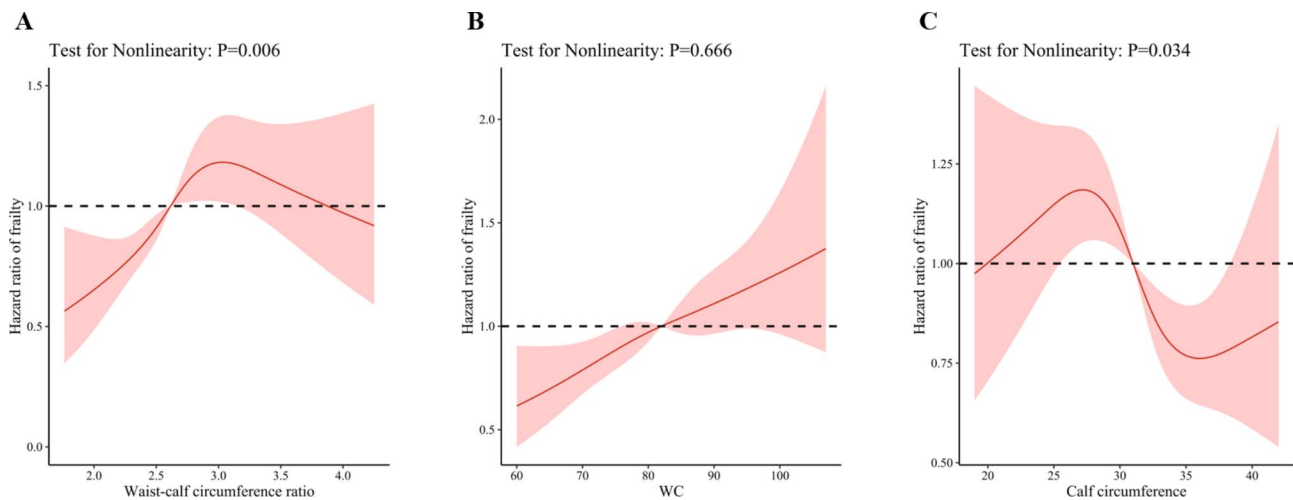 A
Test for Nonlinearity: P=0.006
Hazard ratio of frailty
1.5
1.0
0.5
0.0
2.0 2.5 3.0 3.5 4.0
Waist-calf circumference ratio
B
Test for Nonlinearity: P=0.666
Hazard ratio of frailty
2.0
1.5
1.0
0.5
60 70 80 90 100
WC
C
Test for Nonlinearity: P=0.034
Hazard ratio of frailty
1.25
1.00
0.75
0.50
20 25 30 35 40
Calf circumference